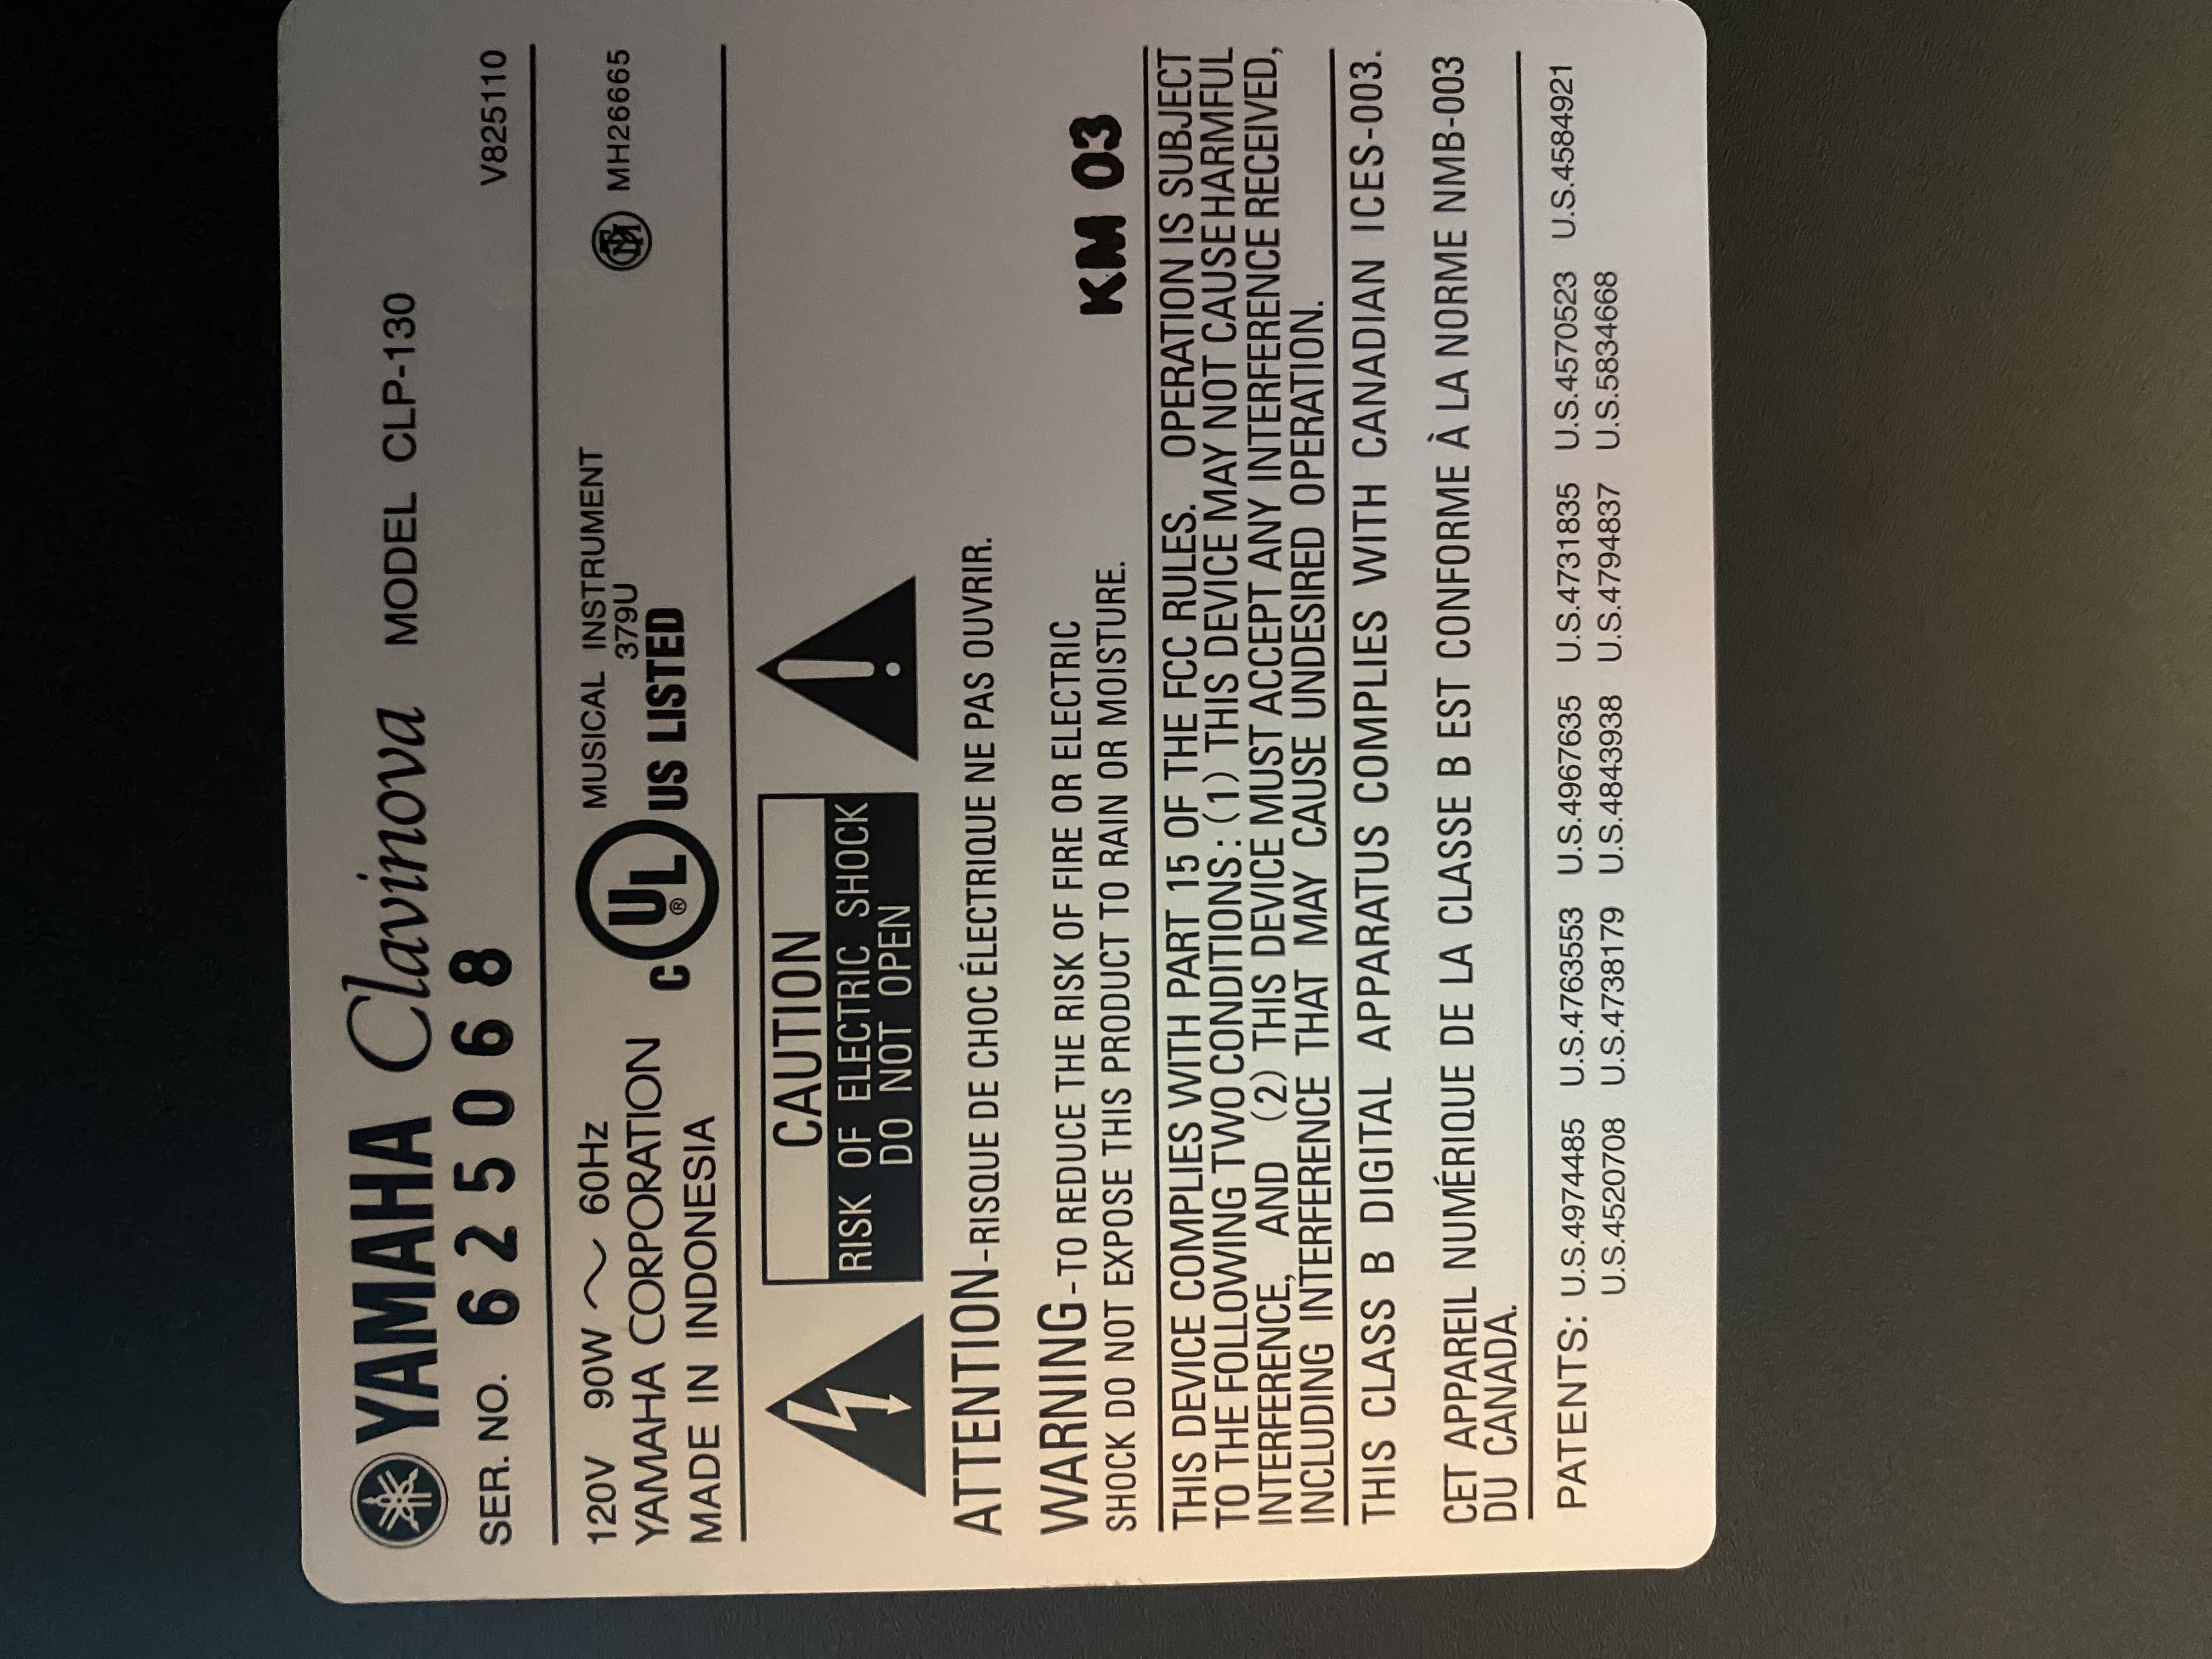 YAMAHA Clavinova MODEL CLP-130
SER. NO. 625068 V825110
120V 90W ~ 60Hz
YAMAHA CORPORATION
MADE IN INDONESIA
C UL ® US LISTED
MUSICAL INSTRUMENT
379U
MH26665
CAUTION
RISK OF ELECTRIC SHOCK
DO NOT OPEN
ATTENTION-RISQUE DE CHOC ÉLECTRIQUE NE PAS OUVRIR.
WARNING-TO REDUCE THE RISK OF FIRE OR ELECTRIC
SHOCK DO NOT EXPOSE THIS PRODUCT TO RAIN OR MOISTURE.
KM 03
THIS DEVICE COMPLIES WITH PART 15 OF THE FCC RULES. OPERATION IS SUBJECT
TO THE FOLLOWING TWO CONDITIONS: (1) THIS DEVICE MAY NOT CAUSE HARMFUL
INTERFERENCE, AND (2) THIS DEVICE MUST ACCEPT ANY INTERFERENCE RECEIVED,
INCLUDING INTERFERENCE THAT MAY CAUSE UNDESIRED OPERATION.
THIS CLASS B DIGITAL APPARATUS COMPLIES WITH CANADIAN ICES-003.
CET APPAREIL NUMÉRIQUE DE LA CLASSE B EST CONFORME À LA NORME NMB-003
DU CANADA.
PATENTS: U.S.4974485 U.S.4763553 U.S.4967635 U.S.4731835 U.S.4570523 U.S.4584921
U.S.4520708 U.S.4738179 U.S.4843938 U.S.4794837 U.S.5834668